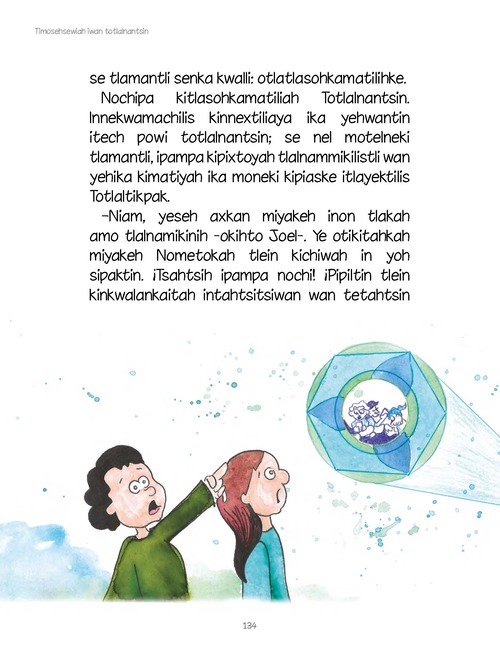 Timosehsewiah iwan totlalnantsin
se tlamantli senka kwalli: otlatlasohkamatilihke.
Nochipa kitlasohkamatiliah Totlalnantsin.
Innekwamachilis kinnextiliaya ika yehwantin
itech powi totlalnantsin; se nel motelneki
tlamantli, ipampa kipixtoyah tlalnammikilistli wan
yehika kimatiyah ika moneki kipiaske itlayektilis
Totlaltikpak.
–Niam, yeseh axkan miyakeh inon tlakah
amo tlalnamikinih –okihto Joel–. Ye otikitahkah
miyakeh Nometokah tlein kichiwah in yoh
sipaktin. ¡Tsahtsih ipampa nochi! ¡Pipiltin tlein
kinkwalankaitah intahtsitsiwan wan tetahtsin
134